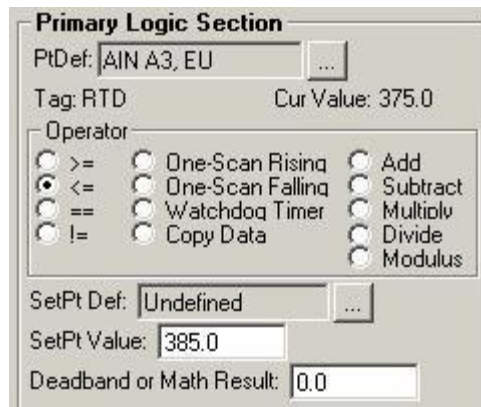 Primary Logic Section
PtDef: AIN A3, EU ...
Tag: RTD Cur Value: 375.0
Operator
>= One-Scan Rising Add
<= One-Scan Falling Subtract
== Watchdog Timer Multiply
!= Copy Data Divide
Modulus
SetPt Def: Undefined ...
SetPt Value: 385.0
Deadband or Math Result: 0.0